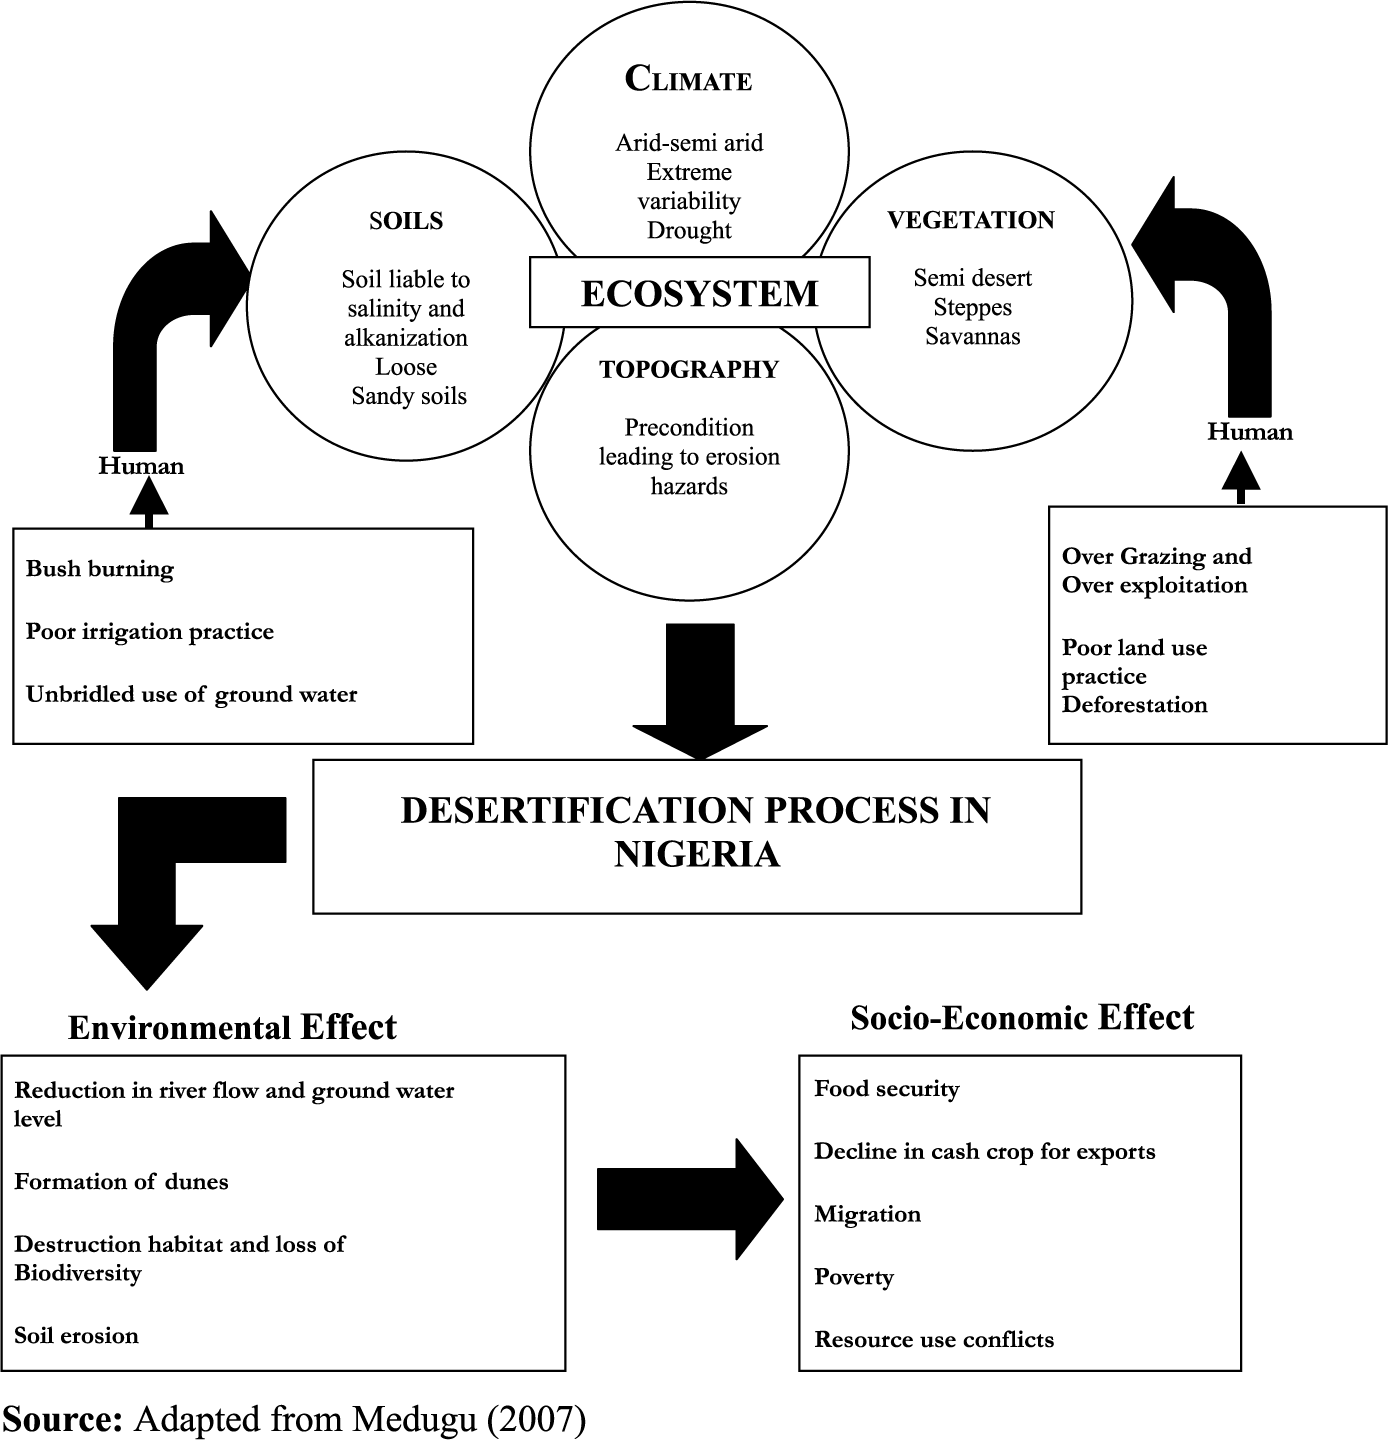 CLIMATE
Arid-semi arid
Extreme
variability
Drought
SOILS
Soil liable to
salinity and
alkanization
Loose
Sandy soils
VEGETATION
Semi desert
Steppes
Savannas
ECOSYSTEM
TOPOGRAPHY
Precondition
leading to erosion
hazards
Human
Human
Bush burning
Poor irrigation practice
Unbridled use of ground water
Over Grazing and
Over exploitation
Poor land use
practice
Deforestation
DESERTIFICATION PROCESS IN
NIGERIA
Environmental Effect
Reduction in river flow and ground water
level
Formation of dunes
Destruction habitat and loss of
Biodiversity
Soil erosion
Socio-Economic Effect
Food security
Decline in cash crop for exports
Migration
Poverty
Resource use conflicts
Source: Adapted from Medugu (2007)